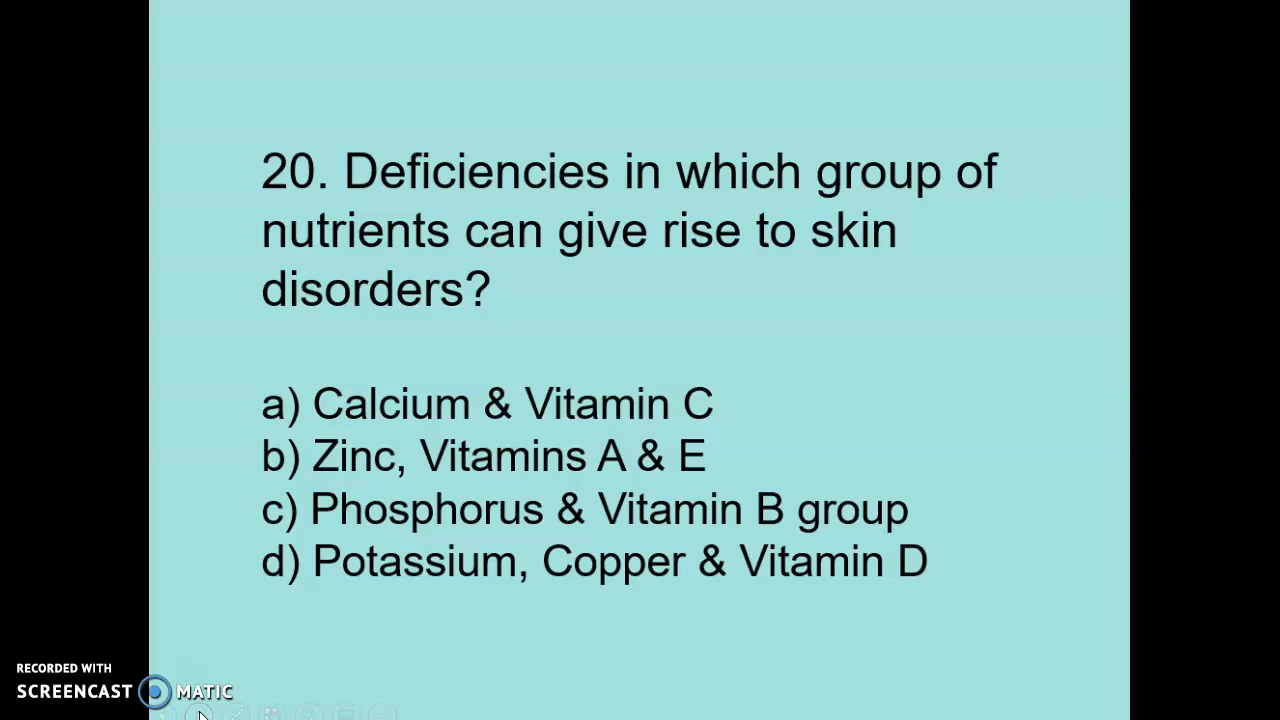 20. Deficiencies in which group of
nutrients can give rise to skin
disorders?
a) Calcium & Vitamin C
b) Zinc, Vitamins A & E
c) Phosphorus & Vitamin B group
d) Potassium, Copper & Vitamin D
RECORDED WITH
SCREENCAST MATIC